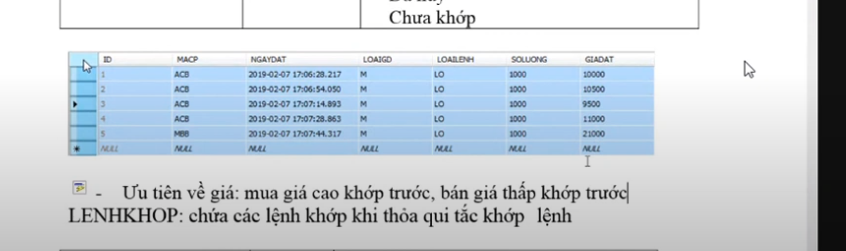 Chưa khớp
ID MACP NGAYDAT LOAIGD LOAILENH SOLUONG GIADAT
1 ACB 2019-02-07 17:06:28.217 M LO 1000 10000
2 ACB 2019-02-07 17:06:54.050 M LO 1000 10500
3 ACB 2019-02-07 17:07:14.893 M LO 1000 9500
4 ACB 2019-02-07 17:07:28.863 M LO 1000 11000
5 MBB 2019-02-07 17:07:44.317 M LO 1000 21000
NULL NULL NULL NULL NULL NULL NULL
- Ưu tiên về giá: mua giá cao khớp trước, bán giá thấp khớp trước
LENHKHOP: chứa các lệnh khớp khi thỏa qui tắc khớp lệnh